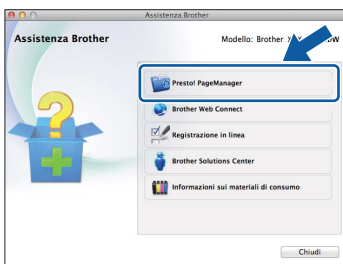 Assistenza Brother
Assistenza Brother
Modello: Brother
Presto! PageManager
Brother Web Connect
Registrazione in linea
Brother Solutions Center
Informazioni sui materiali di consumo
Chiudi